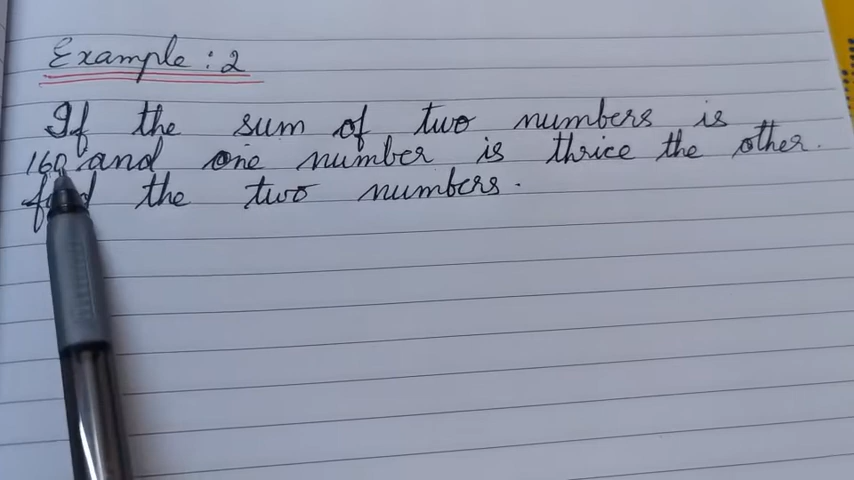 Example : 2
If the sum of two numbers is
160 and one number is thrice the other.
find the two numbers.